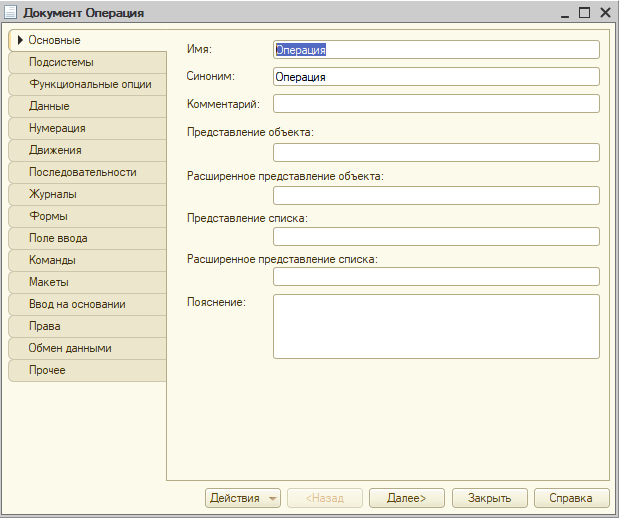 Документ Операция
Основные
Подсистемы
Функциональные опции
Данные
Нумерация
Движения
Последовательности
Журналы
Формы
Поле ввода
Команды
Макеты
Ввод на основании
Права
Обмен данными
Прочее
Имя: Операция
Синоним: Операция
Комментарий:
Представление объекта:
Расширенное представление объекта:
Представление списка:
Расширенное представление списка:
Пояснение:
Действия <Назад Далее> Закрыть Справка